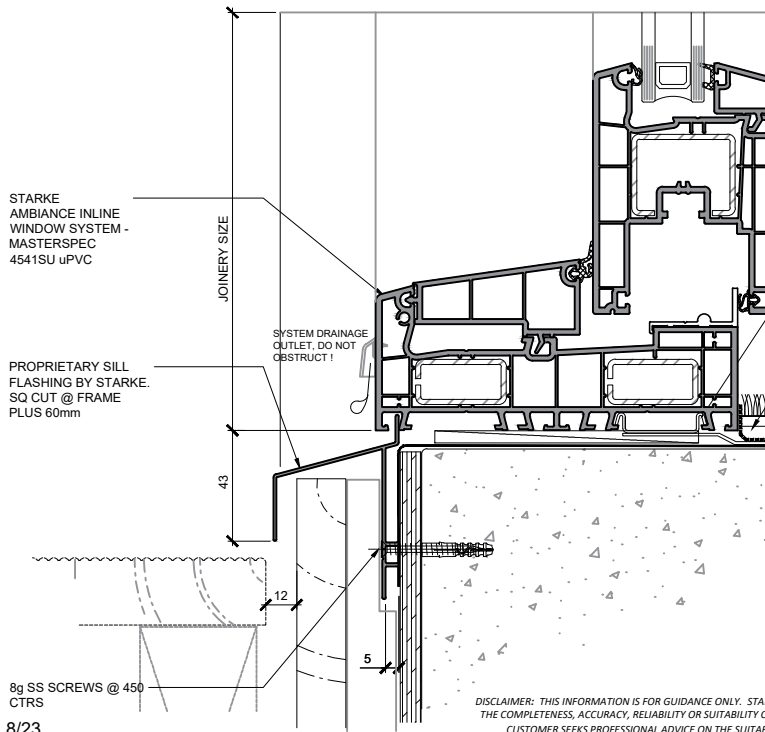 STARKE
AMBIANCE INLINE
WINDOW SYSTEM -
MASTERSPEC
4541SU uPVC
JOINERY SIZE
SYSTEM DRAINAGE
OUTLET, DO NOT
OBSTRUCT !
PROPRIETARY SILL
FLASHING BY STARKE.
SQ CUT @ FRAME
PLUS 60mm
43
12
5
8g SS SCREWS @ 450
CTRS
8/23
DISCLAIMER: THIS INFORMATION IS FOR GUIDANCE ONLY. STA
THE COMPLETENESS, ACCURACY, RELIABILITY OR SUITABILITY O
CUSTOMER SEEKS PROFESSIONAL ADVICE ON THE SUITAB